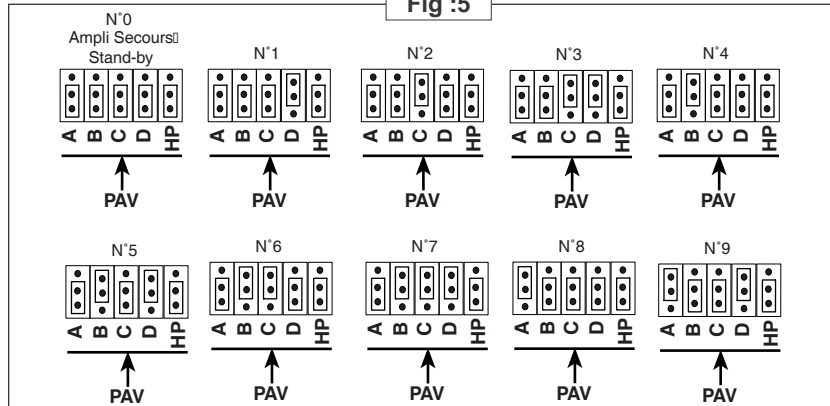 Fig :5
N°0
Ampli Secours
Stand-by
N°1
N°2
N°3
N°4
A B C D HP
A B C D HP
A B C D HP
A B C D HP
A B C D HP
PAV
PAV
PAV
PAV
PAV
N°5
N°6
N°7
N°8
N°9
A B C D HP
A B C D HP
A B C D HP
A B C D HP
A B C D HP
PAV
PAV
PAV
PAV
PAV